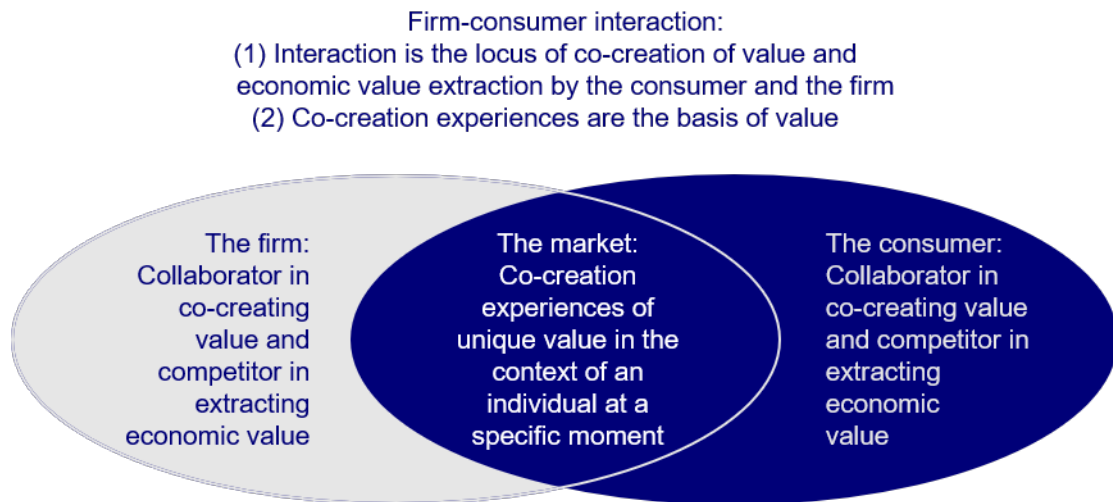 Firm-consumer interaction:
(1) Interaction is the locus of co-creation of value and
economic value extraction by the consumer and the firm
(2) Co-creation experiences are the basis of value
The firm:
Collaborator in
co-creating
value and
competitor in
extracting
economic value
The market:
Co-creation
experiences of
unique value in the
context of an
individual at a
specific moment
The consumer:
Collaborator in
co-creating value
and competitor in
extracting
economic
value